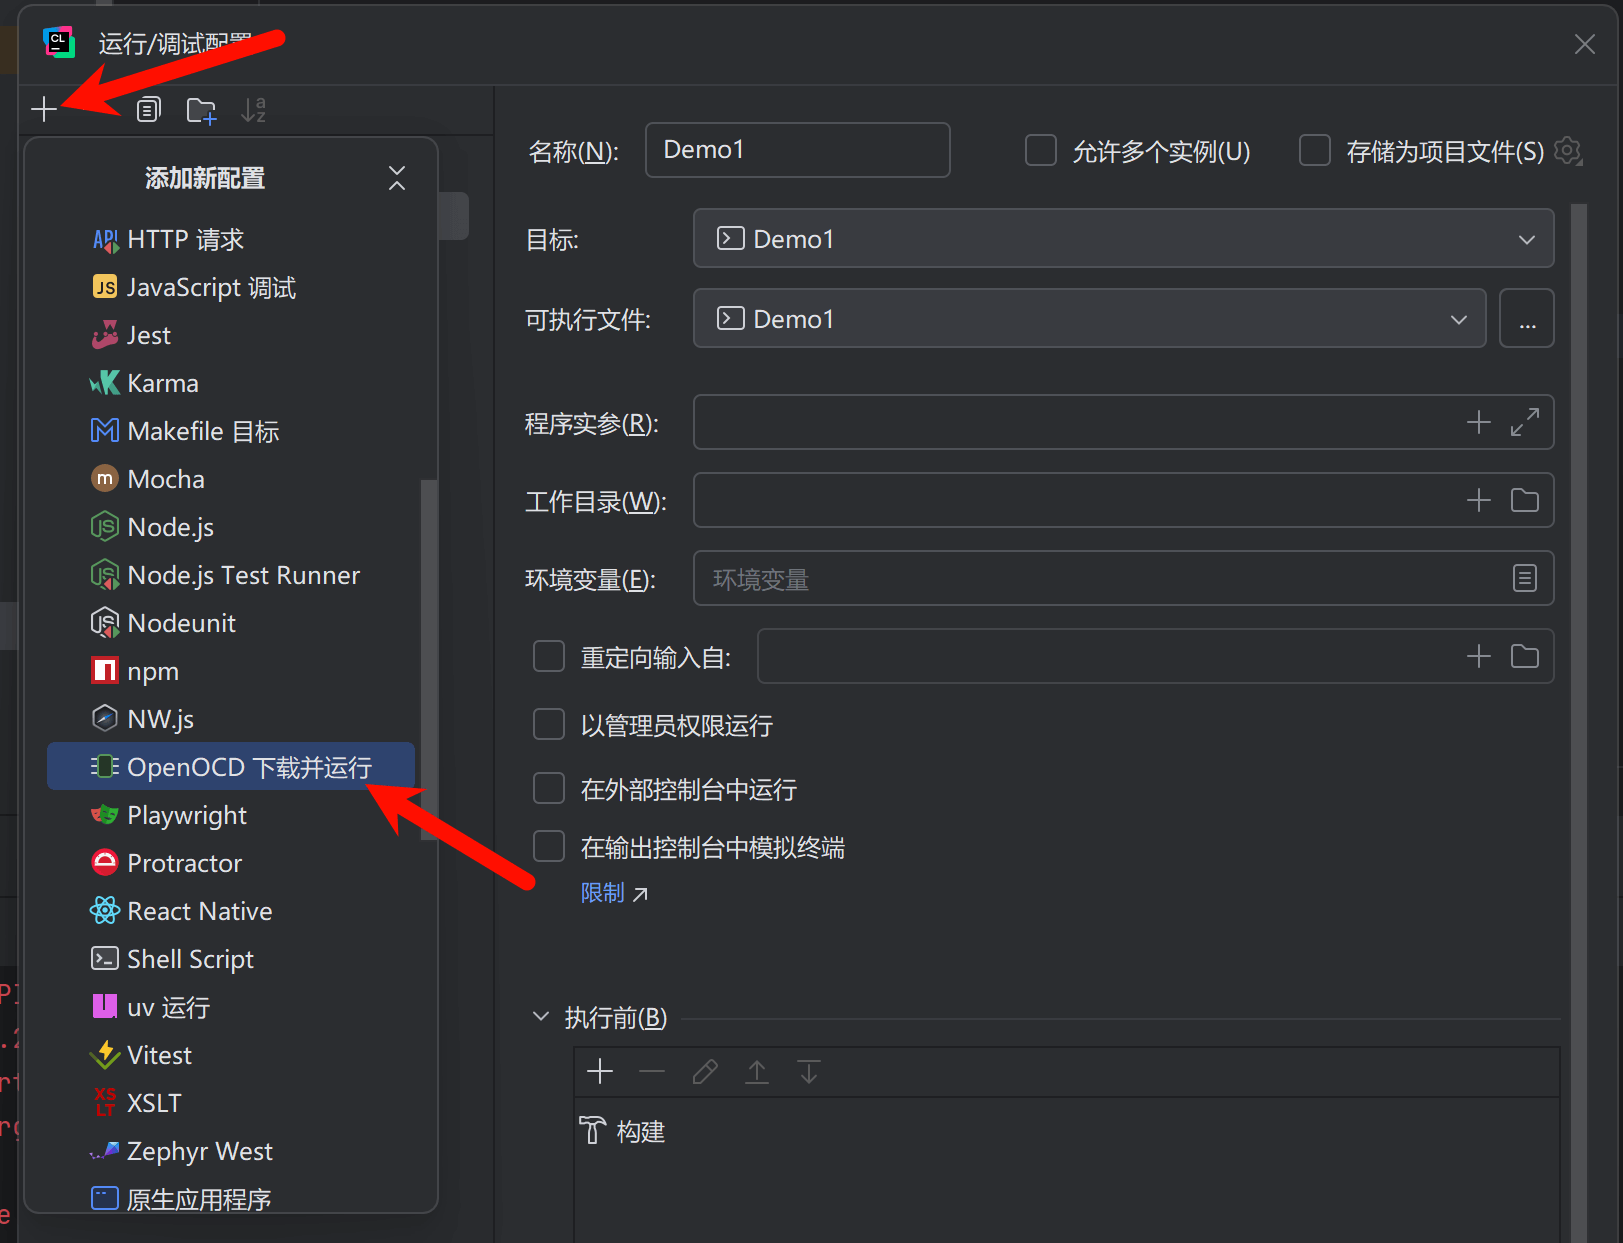 运行/调试配置
添加新配置
HTTP 请求
JavaScript 调试
Jest
Karma
Makefile 目标
Mocha
Node.js
Node.js Test Runner
Nodeunit
npm
NW.js
OpenOCD 下载并运行
Playwright
Protractor
React Native
Shell Script
uv 运行
Vitest
XSLT
Zephyr West
原生应用程序
名称(N):
Demo1
允许多个实例(U)
存储为项目文件(S)
目标:
Demo1
可执行文件:
Demo1
...
程序实参(R):
工作目录(W):
环境变量(E):
环境变量
重定向输入自:
以管理员权限运行
在外部控制台中运行
在输出控制台中模拟终端
限制
执行前(B)
构建